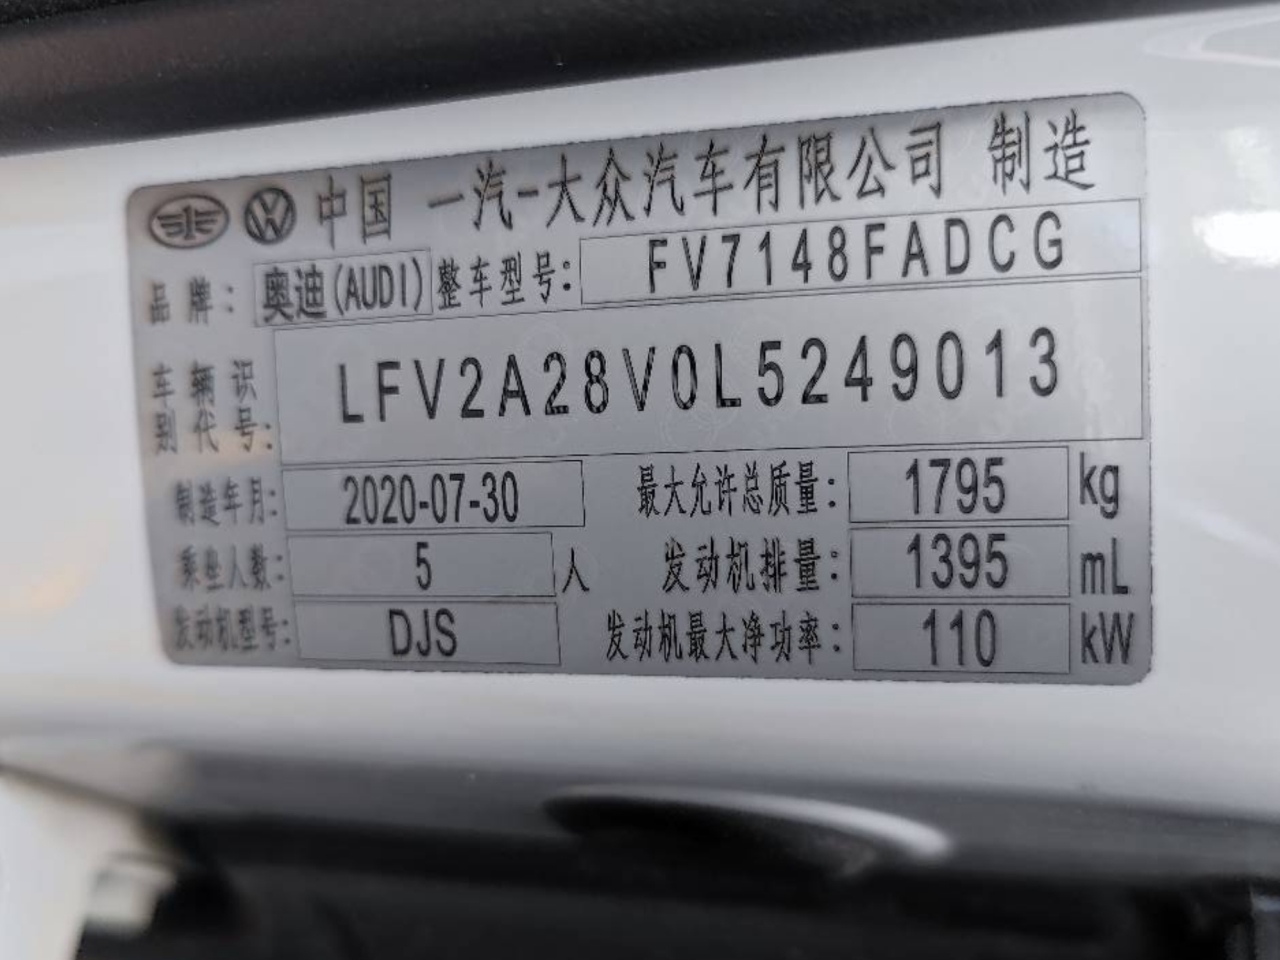 中国 一汽-大众汽车有限公司 制造
品牌: 奥迪(AUDI) 整车型号: FV7148FADCG
车辆识别代号: LFV2A28V0L5249013
制造年月: 2020-07-30 最大允许总质量: 1795 kg
乘坐人数: 5 人 发动机排量: 1395 mL
发动机型号: DJS 发动机最大净功率: 110 kW